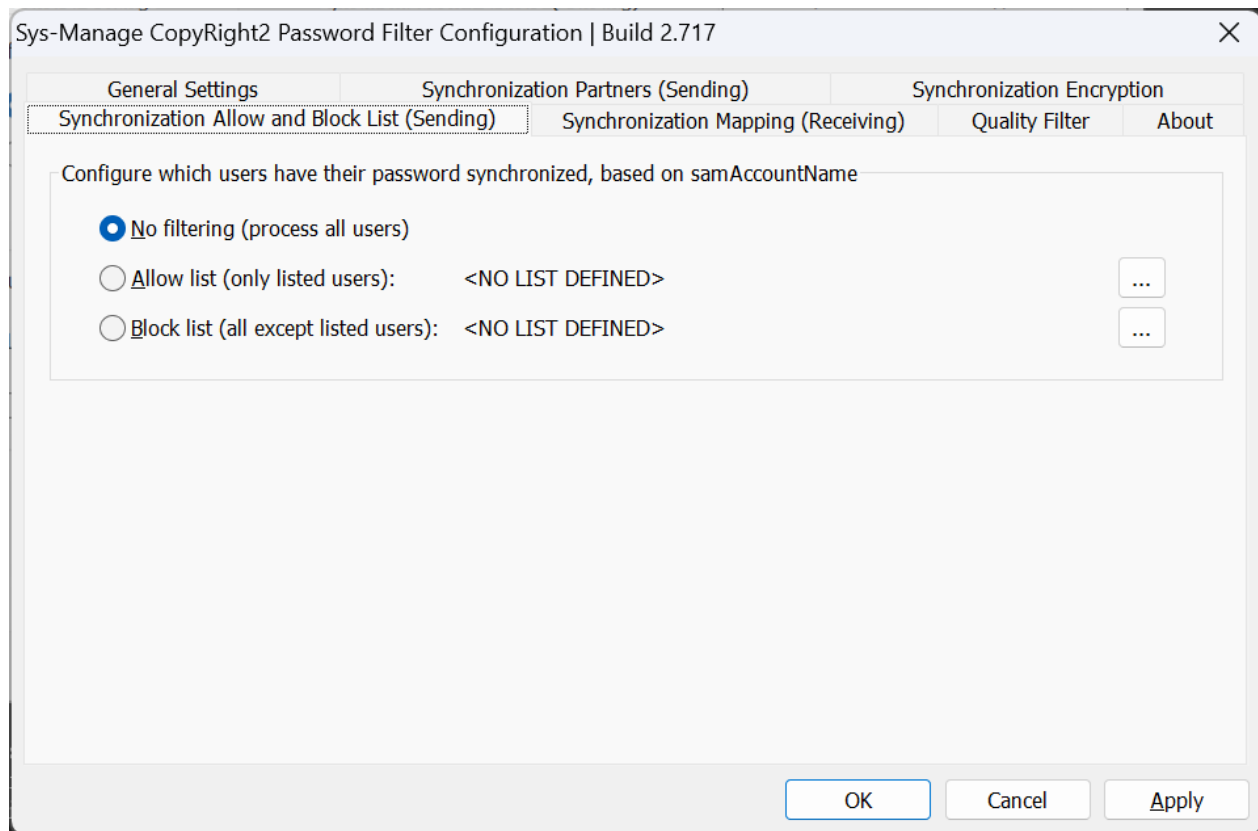 Sys-Manage CopyRight2 Password Filter Configuration | Build 2.717
General Settings
Synchronization Partners (Sending)
Synchronization Encryption
Synchronization Allow and Block List (Sending)
Synchronization Mapping (Receiving)
Quality Filter
About
Configure which users have their password synchronized, based on samAccountName
No filtering (process all users)
Allow list (only listed users): <NO LIST DEFINED> ...
Block list (all except listed users): <NO LIST DEFINED> ...
OK
Cancel
Apply